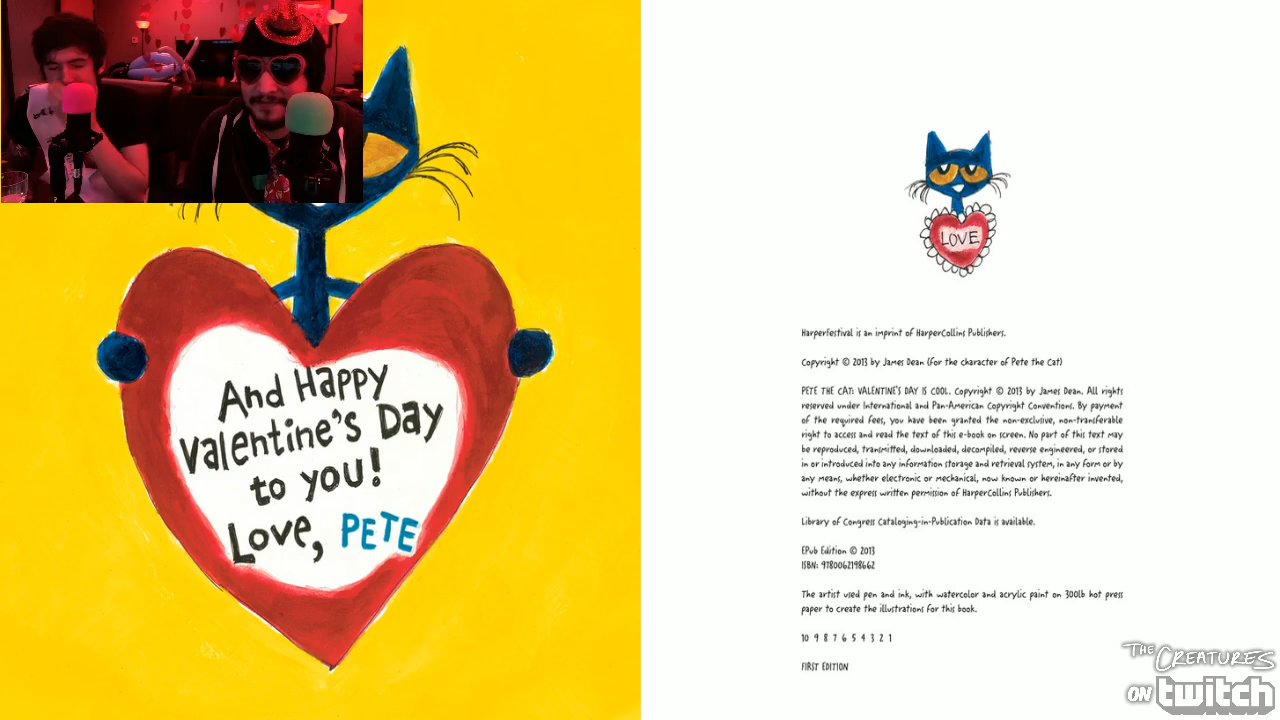 And Happy
Valentine's Day
to you!
Love, PETE
LOVE
HarperFestival is an imprint of HarperCollins Publishers.
Copyright © 2013 by James Dean (for the character of Pete the Cat)
PETE THE CAT: VALENTINE'S DAY IS COOL. Copyright © 2013 by James Dean. All rights
reserved under International and Pan-American Copyright Conventions. By payment
of the required fees, you have been granted the non-exclusive, non-transferable
right to access and read the text of this e-book on screen. No part of this text may
be reproduced, transmitted, downloaded, decompiled, reverse engineered, or stored
in or introduced into any information storage and retrieval system, in any form or by
any means, whether electronic or mechanical, now known or hereinafter invented,
without the express written permission of HarperCollins Publishers.
Library of Congress Cataloging-in-Publication Data is available.
EPub Edition © 2013
ISBN: 9780062198662
The artist used pen and ink, with watercolor and acrylic paint on 300lb hot press
paper to create the illustrations for this book.
10 9 8 7 6 5 4 3 2 1
FIRST EDITION
THE CREATURES
ON twitch